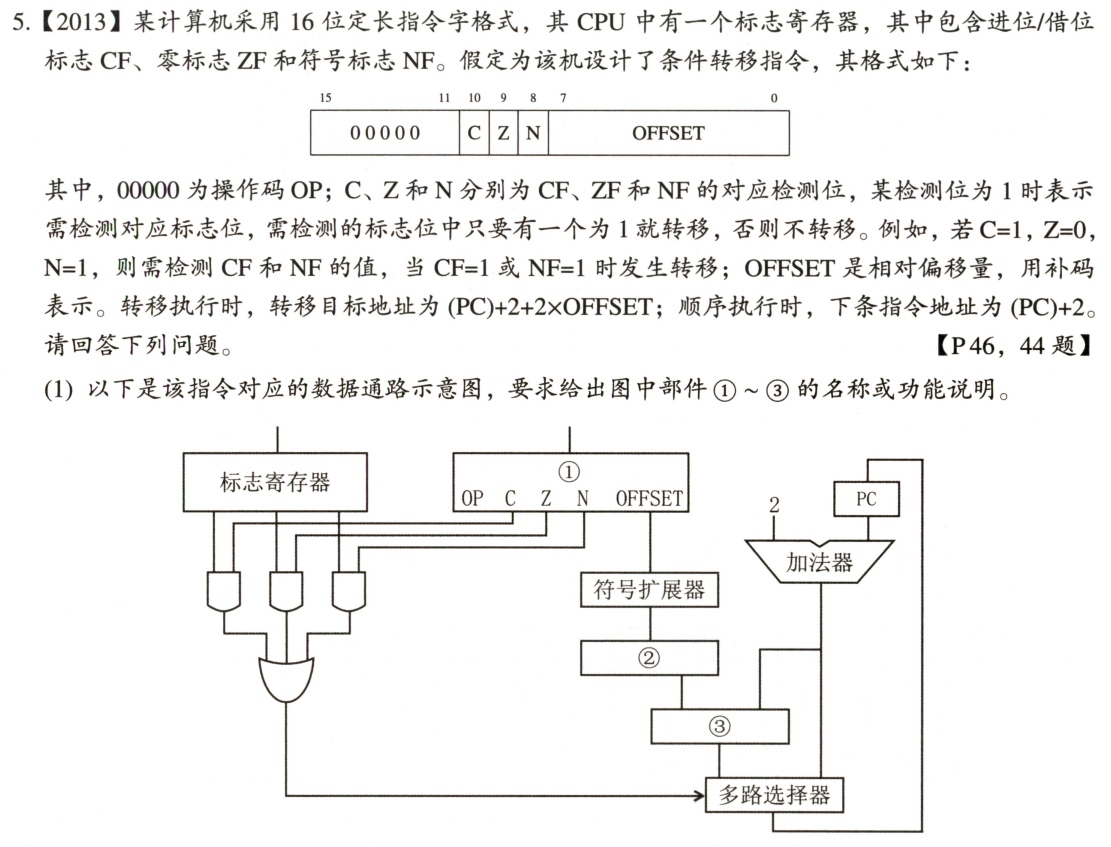 5.【2013】某计算机采用 16 位定长指令字格式，其 CPU 中有一个标志寄存器，其中包含进位/借位
标志 CF、零标志 ZF 和符号标志 NF。假定为该机设计了条件转移指令，其格式如下：
15 11 10 9 8 7 0
00000 C Z N OFFSET
其中，00000 为操作码 OP；C、Z 和 N 分别为 CF、ZF 和 NF 的对应检测位，某检测位为 1 时表示
需检测对应标志位，需检测的标志位中只要有一个为 1 就转移，否则不转移。例如，若 C=1，Z=0，
N=1，则需检测 CF 和 NF 的值，当 CF=1 或 NF=1 时发生转移；OFFSET 是相对偏移量，用补码
表示。转移执行时，转移目标地址为 (PC)+2+2×OFFSET；顺序执行时，下条指令地址为 (PC)+2。
请回答下列问题。 【P46，44 题】
(1) 以下是该指令对应的数据通路示意图，要求给出图中部件 ① ~ ③ 的名称或功能说明。
标志寄存器
①
OP C Z N OFFSET
2
PC
加法器
符号扩展器
②
③
多路选择器